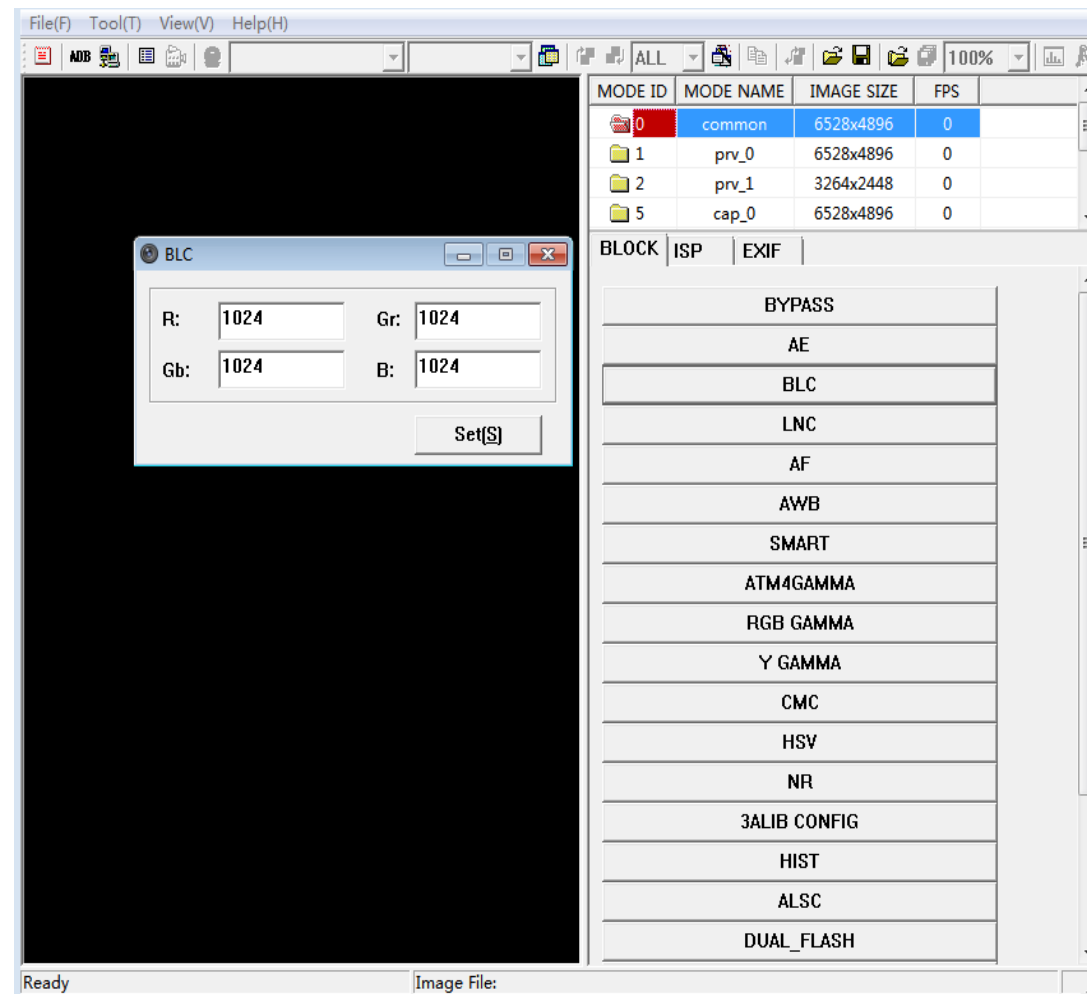 File(F) Tool(T) View(V) Help(H)
ADB ALL 100%
MODE ID MODE NAME IMAGE SIZE FPS
0 common 6528x4896 0
1 prv_0 6528x4896 0
2 prv_1 3264x2448 0
5 cap_0 6528x4896 0
BLOCK ISP EXIF
BLC
R: 1024 Gr: 1024
Gb: 1024 B: 1024
Set(S)
BYPASS
AE
BLC
LNC
AF
AWB
SMART
ATM4GAMMA
RGB GAMMA
Y GAMMA
CMC
HSV
NR
3ALIB CONFIG
HIST
ALSC
DUAL_FLASH
Ready Image File: